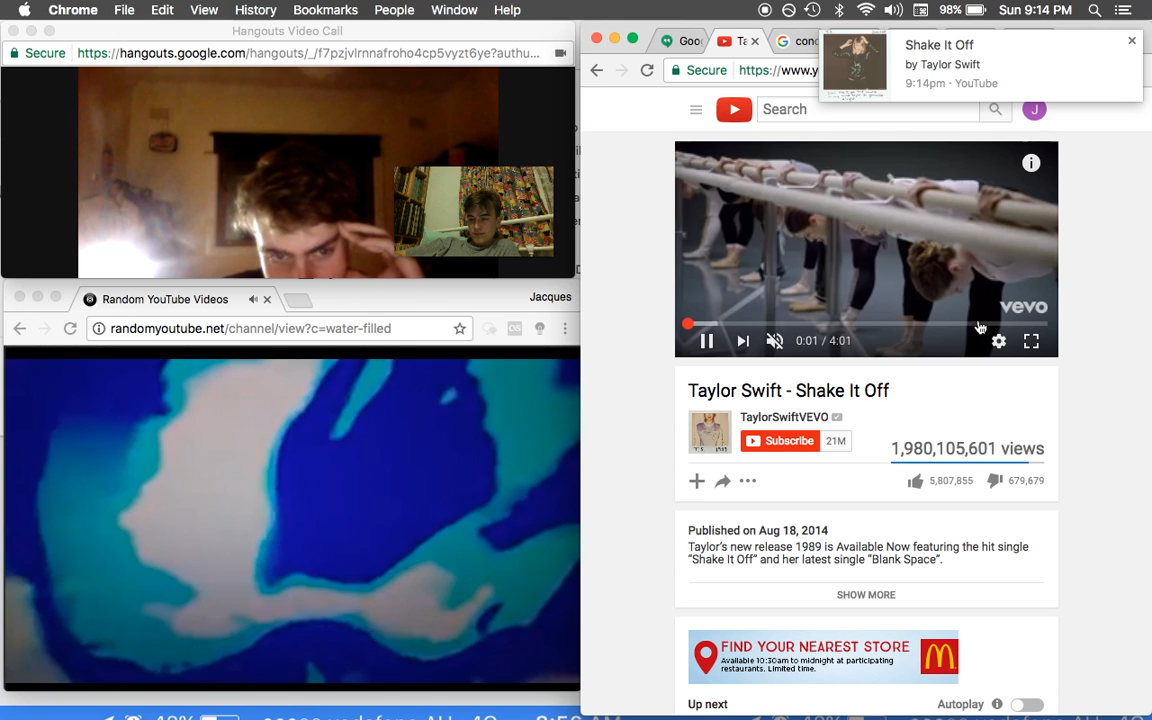 Chrome File Edit View History Bookmarks People Window Help 98% Sun 9:14 PM
Hangouts Video Call
Secure https://hangouts.google.com/hangouts/_/f7pzjvlrnnafroho4cp5vyzt6ye?authu...
Random YouTube Videos
Jacques
randomyoutube.net/channel/view?c=water-filled
Goo
Ta
G con
Secure https://www.y
Shake It Off
by Taylor Swift
9:14pm · YouTube
Search
J
vevo
0:01 / 4:01
Taylor Swift - Shake It Off
TaylorSwiftVEVO
Subscribe 21M
1,980,105,601 views
5,807,855 679,679
Published on Aug 18, 2014
Taylor's new release 1989 is Available Now featuring the hit single
"Shake It Off" and her latest single "Blank Space".
SHOW MORE
FIND YOUR NEAREST STORE
Available 10:30am to midnight at participating
restaurants. Limited time.
Up next
Autoplay